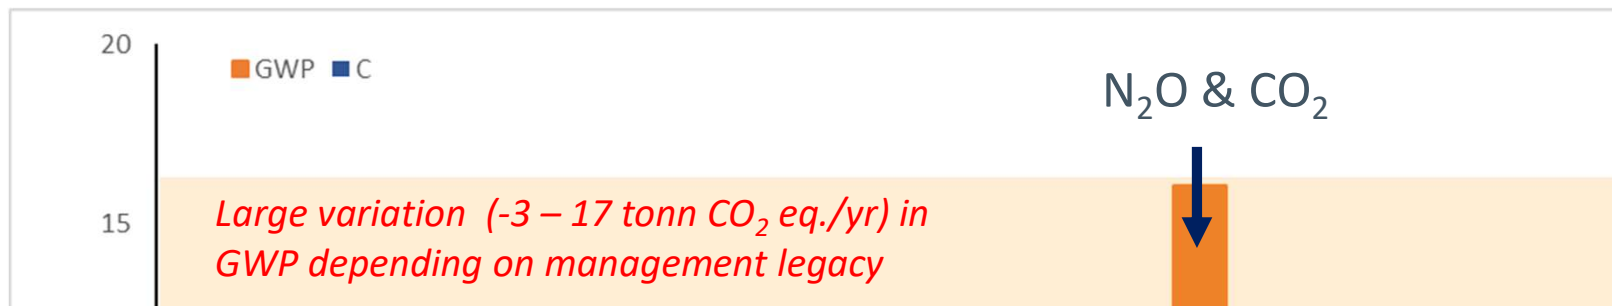 20
GWP C
N₂O & CO₂
Large variation (-3 – 17 tonn CO₂ eq./yr) in
15
GWP depending on management legacy